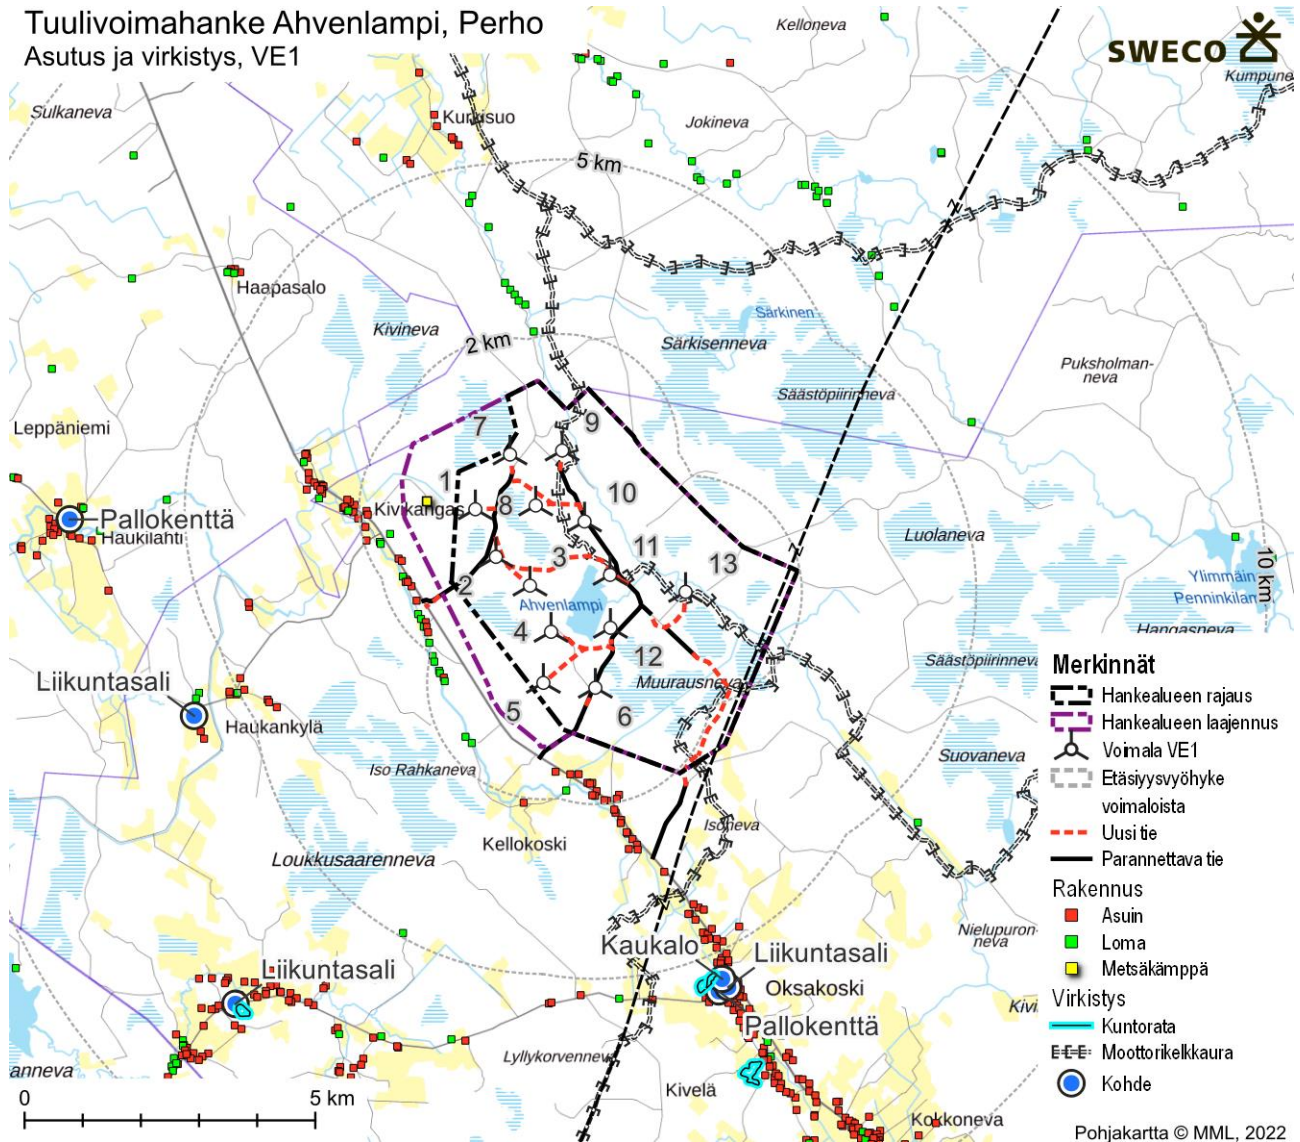 Tuulivoimahanke Ahvenlampi, Perho
Asutus ja virkistys, VE1
SWECO
Kelloneva
Kumpune
Sulkaneva
Kurkisuo
Jokineva
5 km
Haapasalo
Kivineva
2 km
Särkinen
Särkisenneva
Säästöpiirinneva
Puksholman-
neva
Leppäniemi
7
9
1
Kivikangas
8
10
Pallokenttä
Haukilahti
Luolaneva
3
11
13
10 km
Ylimmäin
Penninkilan
2
Ahvenlampi
4
Hangasneva
12
Säästöpiirinneva
Muurausneva
Liikuntasali
Haukankylä
5
6
Suovaneva
Iso Rahkaneva
Kellokoski
Isoneva
Loukkusaarenneva
Nielupuron-
neva
Kaukalo
Liikuntasali
Liikuntasali
Oksakoski
Kivi
Pallokenttä
Lyllykorvenneva
anneva
Kivelä
Kokkoneva
0
5 km
Merkinnät
Hankealueen rajaus
Hankealueen laajennus
Voimala VE1
Etäisyysvyöhyke
voimaloista
Uusi tie
Parannettava tie
Rakennus
Asuin
Loma
Metsäkämppä
Virkistys
Kuntorata
Moottorikelkkaura
Kohde
Pohjakartta © MML, 2022